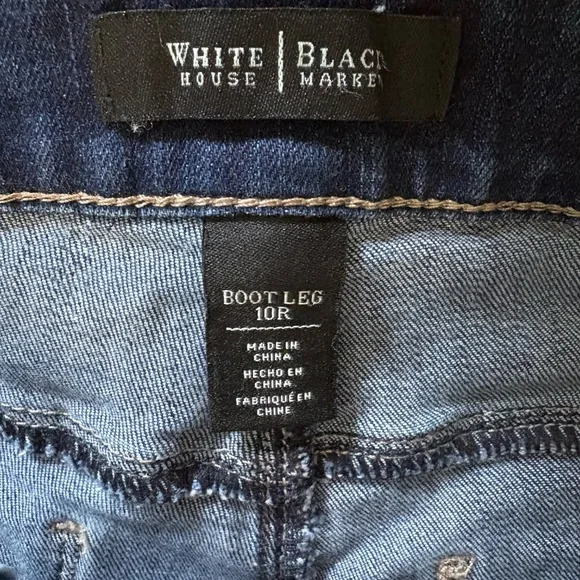 WHITE | BLACK
HOUSE | MARKET
BOOT LEG
10R
MADE IN
CHINA
HECHO EN
CHINA
FABRIQUÉ EN
CHINE